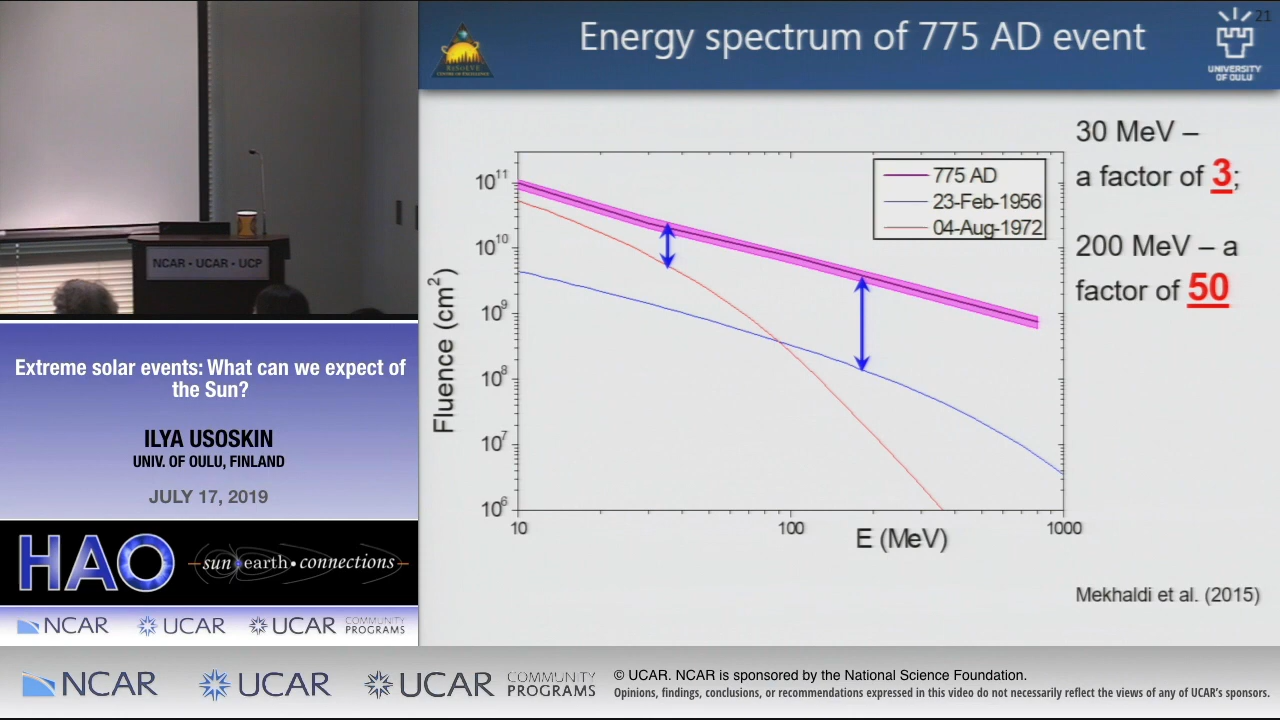 21
Energy spectrum of 775 AD event
UNIVERSITY
OF OULU
30 MeV –
a factor of 3;
200 MeV – a
factor of 50
775 AD
23-Feb-1956
04-Aug-1972
10¹¹
10¹⁰
10⁹
10⁸
10⁷
10⁶
Fluence (cm²)
10
100
1000
E (MeV)
Mekhaldi et al. (2015)
NCAR - UCAR - UCP
Extreme solar events: What can we expect of
the Sun?
ILYA USOSKIN
UNIV. OF OULU, FINLAND
JULY 17, 2019
HAO
sun earth • connections
NCAR
UCAR
UCAR
COMMUNITY
PROGRAMS
NCAR
UCAR
UCAR
COMMUNITY
PROGRAMS
© UCAR. NCAR is sponsored by the National Science Foundation.
Opinions, findings, conclusions, or recommendations expressed in this video do not necessarily reflect the views of any of UCAR's sponsors.